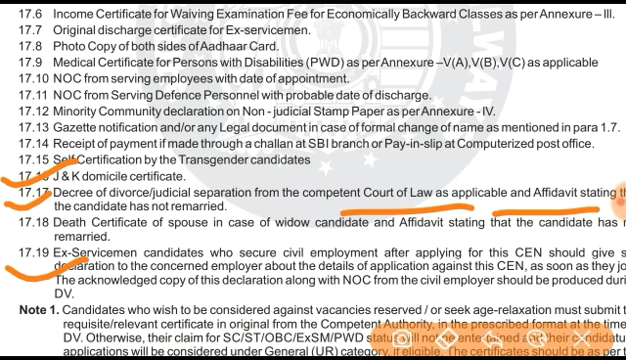 17.6 Income Certificate for Waiving Examination Fee for Economically Backward Classes as per Annexure – III.
17.7 Original discharge certificate for Ex-servicemen.
17.8 Photo Copy of both sides of Aadhaar Card.
17.9 Medical Certificate for Persons with Disabilities (PWD) as per Annexure –V(A),V(B),V(C) as applicable
17.10 NOC from serving employees with date of appointment.
17.11 NOC from Serving Defence Personnel with probable date of discharge.
17.12 Minority Community declaration on Non - judicial Stamp Paper as per Annexure - IV.
17.13 Gazette notification and/or any Legal document in case of formal change of name as mentioned in para 1.7.
17.14 Receipt of payment if made through a challan at SBI branch or Pay-in-slip at Computerized post office.
17.15 Self Certification by the Transgender candidates
17.16 J & K domicile certificate.
17.17 Decree of divorce/judicial separation from the competent Court of Law as applicable and Affidavit stating
the candidate has not remarried.
17.18 Death Certificate of spouse in case of widow candidate and Affidavit stating that the candidate has
remarried.
17.19 Ex-Servicemen candidates who secure civil employment after applying for this CEN should give
declaration to the concerned employer about the details of application against this CEN, as soon as they
The acknowledged copy of this declaration along with NOC from the civil employer should be produced
DV.
Note 1. Candidates who wish to be considered against vacancies reserved / or seek age-relaxation must
requisite/relevant certificate in original from the Competent Authority, in the prescribed format at the
DV. Otherwise, their claim for SC/ST/OBC/ExSM/PWD status will not entertained and their
applications will be considered under General (UR) category, if eligible. The certificates should be as